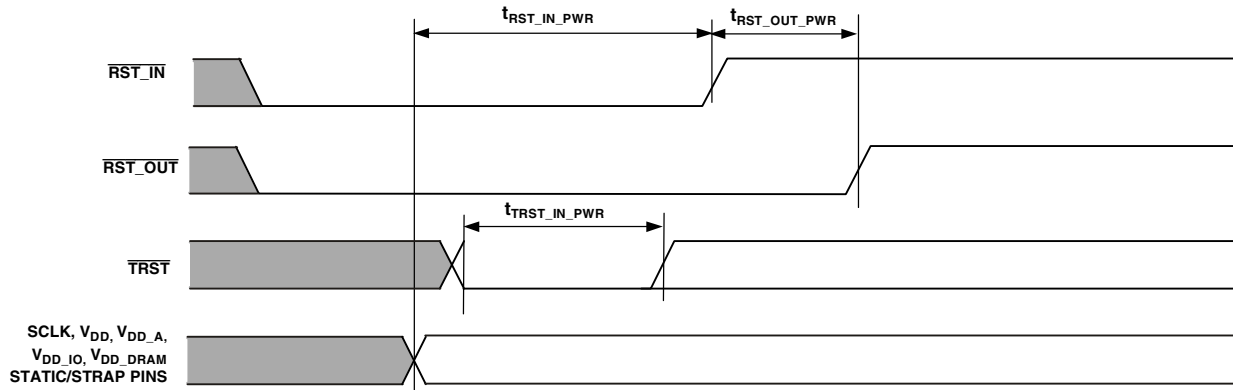 tRST_IN_PWR
tRST_OUT_PWR
RST_IN
RST_OUT
tTRST_IN_PWR
TRST
SCLK, VDD, VDD_A,
VDD_IO, VDD_DRAM
STATIC/STRAP PINS